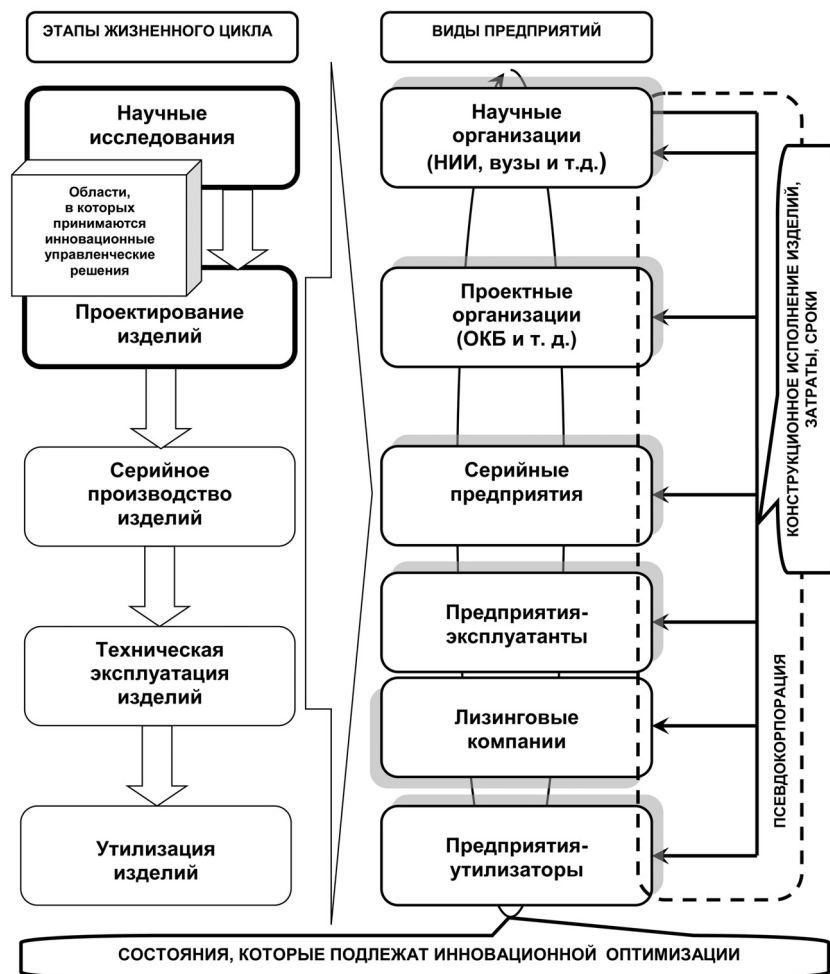 ЭТАПЫ ЖИЗНЕННОГО ЦИКЛА
Научные
исследования
Области,
в которых
принимаются
инновационные
управленческие
решения
Проектирование
изделий
Серийное
производство
изделий
Техническая
эксплуатация
изделий
Утилизация
изделий
ВИДЫ ПРЕДПРИЯТИЙ
Научные
организации
(НИИ, вузы и т.д.)
Проектные
организации
(ОКБ и т. д.)
Серийные
предприятия
Предприятия-
эксплуатанты
Лизинговые
компании
Предприятия-
утилизаторы
КОНСТРУКЦИОННОЕ ИСПОЛНЕНИЕ ИЗДЕЛИЙ,
ЗАТРАТЫ, СРОКИ
ПСЕВДОКОРПОРАЦИЯ
СОСТОЯНИЯ, КОТОРЫЕ ПОДЛЕЖАТ ИННОВАЦИОННОЙ ОПТИМИЗАЦИИ